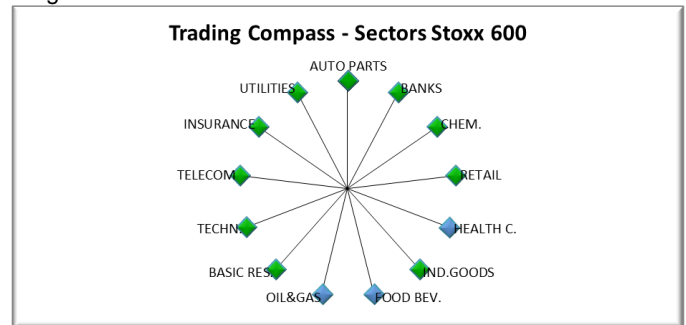 Trading Compass - Sectors Stoxx 600
AUTO PARTS
UTILITIES
BANKS
INSURANCE
CHEM.
TELECOM
RETAIL
TECHN.
HEALTH C.
BASIC RES.
IND.GOODS
OIL&GAS
FOOD BEV.